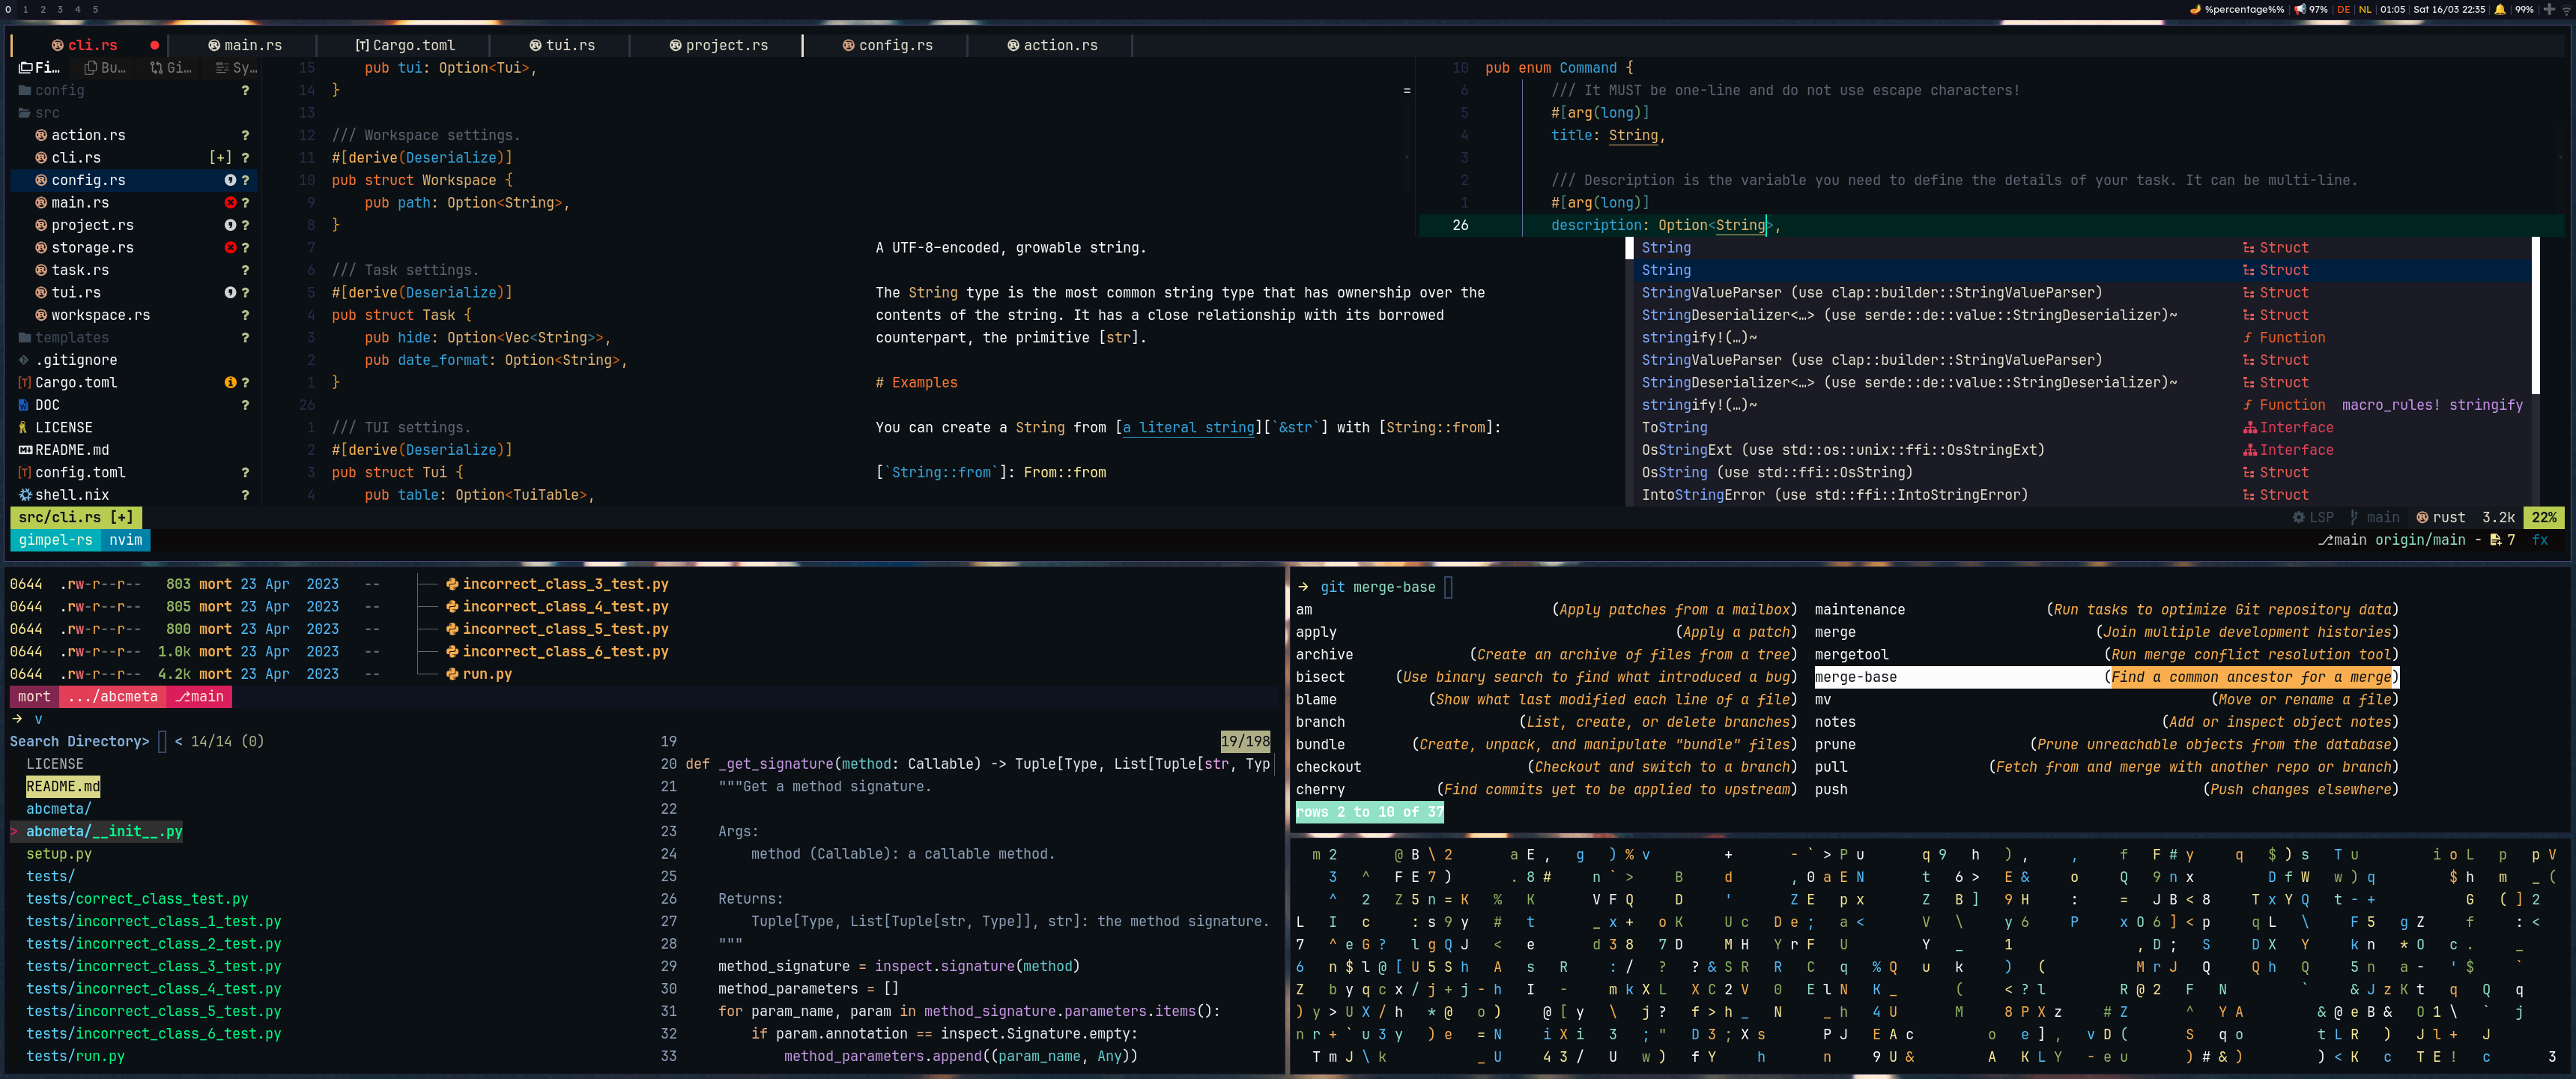 0 1 2 3 4 5
%percentage%% 97% DE NL 01:05 Sat 16/03 22:35 99%
cli.rs main.rs [T] Cargo.toml tui.rs project.rs config.rs action.rs
Fi… Bu… Gi… Sy…
config ?
src
action.rs ?
cli.rs [+] ?
config.rs ?
main.rs ?
project.rs ?
storage.rs ?
task.rs ?
tui.rs ?
workspace.rs ?
templates ?
.gitignore
[T] Cargo.toml ?
DOC ?
LICENSE
README.md
[T] config.toml ?
shell.nix ?
15 pub tui: Option<Tui>,
14 }
13
12 /// Workspace settings.
11 #[derive(Deserialize)]
10 pub struct Workspace {
9 pub path: Option<String>,
8 }
7
6 /// Task settings.
5 #[derive(Deserialize)]
4 pub struct Task {
3 pub hide: Option<Vec<String>>,
2 pub date_format: Option<String>,
1 }
26
1 /// TUI settings.
2 #[derive(Deserialize)]
3 pub struct Tui {
4 pub table: Option<TuiTable>,
A UTF-8-encoded, growable string.
The String type is the most common string type that has ownership over the
contents of the string. It has a close relationship with its borrowed
counterpart, the primitive [str].
# Examples
You can create a String from [a literal string][`&str`] with [String::from]:
[`String::from`]: From::from
10 pub enum Command {
6 /// It MUST be one-line and do not use escape characters!
5 #[arg(long)]
4 title: String,
3
2 /// Description is the variable you need to define the details of your task. It can be multi-line.
1 #[arg(long)]
26 description: Option<String>,
String Struct
String Struct
StringValueParser (use clap::builder::StringValueParser) Struct
StringDeserializer<…> (use serde::de::value::StringDeserializer)~ Struct
stringify!(…)~ f Function
StringValueParser (use clap::builder::StringValueParser) Struct
StringDeserializer<…> (use serde::de::value::StringDeserializer)~ Struct
stringify!(…)~ f Function macro_rules! stringify
ToString Interface
OsStringExt (use std::os::unix::ffi::OsStringExt) Interface
OsString (use std::ffi::OsString) Struct
IntoStringError (use std::ffi::IntoStringError) Struct
src/cli.rs [+] LSP main rust 3.2k 22%
gimpel-rs nvim main origin/main - 7 fx
0644 .rw-r--r-- 803 mort 23 Apr 2023 -- incorrect_class_3_test.py
0644 .rw-r--r-- 805 mort 23 Apr 2023 -- incorrect_class_4_test.py
0644 .rw-r--r-- 800 mort 23 Apr 2023 -- incorrect_class_5_test.py
0644 .rw-r--r-- 1.0k mort 23 Apr 2023 -- incorrect_class_6_test.py
0644 .rw-r--r-- 4.2k mort 23 Apr 2023 -- run.py
mort .../abcmeta main
→ v
Search Directory> < 14/14 (0)
LICENSE
README.md
abcmeta/
> abcmeta/__init__.py
setup.py
tests/
tests/correct_class_test.py
tests/incorrect_class_1_test.py
tests/incorrect_class_2_test.py
tests/incorrect_class_3_test.py
tests/incorrect_class_4_test.py
tests/incorrect_class_5_test.py
tests/incorrect_class_6_test.py
tests/run.py
19 19/198
20 def _get_signature(method: Callable) -> Tuple[Type, List[Tuple[str, Typ
21 """Get a method signature.
22
23 Args:
24 method (Callable): a callable method.
25
26 Returns:
27 Tuple[Type, List[Tuple[str, Type]], str]: the method signature.
28 """
29 method_signature = inspect.signature(method)
30 method_parameters = []
31 for param_name, param in method_signature.parameters.items():
32 if param.annotation == inspect.Signature.empty:
33 method_parameters.append((param_name, Any))
→ git merge-base
am (Apply patches from a mailbox) maintenance (Run tasks to optimize Git repository data)
apply (Apply a patch) merge (Join multiple development histories)
archive (Create an archive of files from a tree) mergetool (Run merge conflict resolution tool)
bisect (Use binary search to find what introduced a bug) merge-base (Find a common ancestor for a merge)
blame (Show what last modified each line of a file) mv (Move or rename a file)
branch (List, create, or delete branches) notes (Add or inspect object notes)
bundle (Create, unpack, and manipulate "bundle" files) prune (Prune unreachable objects from the database)
checkout (Checkout and switch to a branch) pull (Fetch from and merge with another repo or branch)
cherry (Find commits yet to be applied to upstream) push (Push changes elsewhere)
rows 2 to 10 of 37